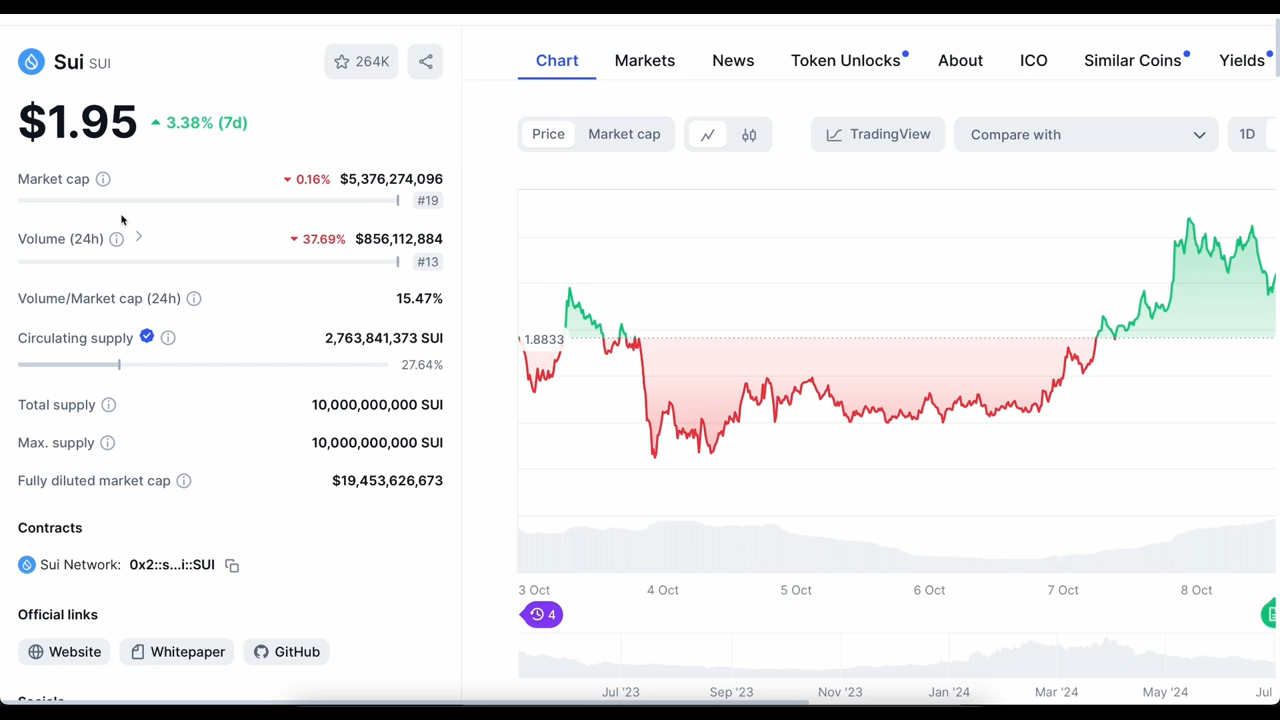 Sui SUI
264K
$1.95 3.38% (7d)
Market cap 0.16% $5,376,274,096
#19
Volume (24h) 37.69% $856,112,884
#13
Volume/Market cap (24h) 15.47%
Circulating supply 2,763,841,373 SUI
27.64%
Total supply 10,000,000,000 SUI
Max. supply 10,000,000,000 SUI
Fully diluted market cap $19,453,626,673
Contracts
Sui Network: 0x2::s...i::SUI
Official links
Website Whitepaper GitHub
Chart Markets News Token Unlocks About ICO Similar Coins Yields
Price Market cap TradingView Compare with 1D
1.8833
3 Oct 4 Oct 5 Oct 6 Oct 7 Oct 8 Oct
4
Jul '23 Sep '23 Nov '23 Jan '24 Mar '24 May '24 Jul